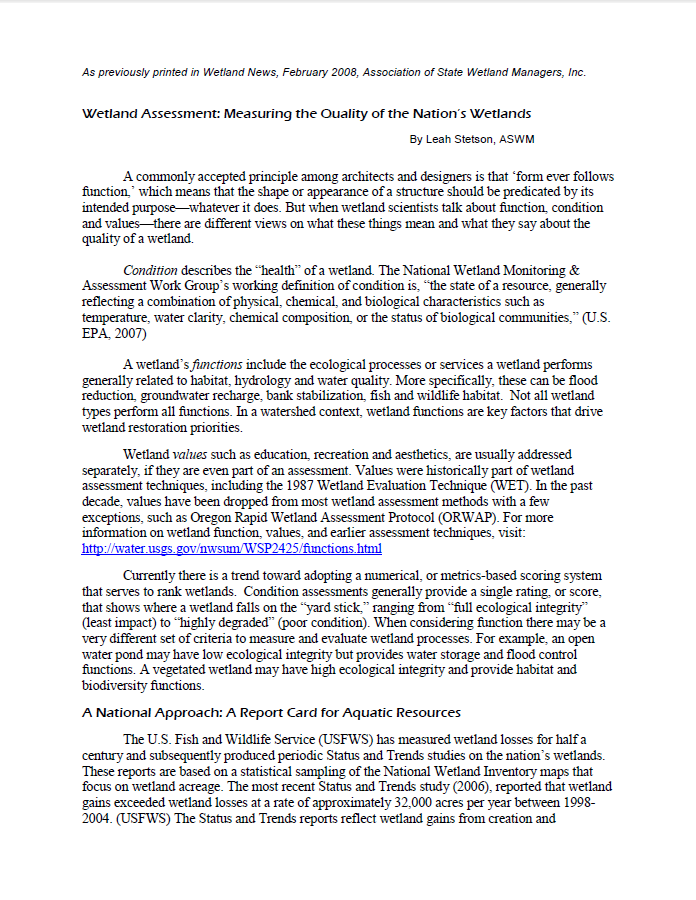 As previously printed in Wetland News, February 2008, Association of State Wetland Managers, Inc.
Wetland Assessment: Measuring the Quality of the Nation's Wetlands
By Leah Stetson, ASWM
A commonly accepted principle among architects and designers is that ‘form ever follows
function,’ which means that the shape or appearance of a structure should be predicated by its
intended purpose—whatever it does. But when wetland scientists talk about function, condition
and values—there are different views on what these things mean and what they say about the
quality of a wetland.
Condition describes the “health” of a wetland. The National Wetland Monitoring &
Assessment Work Group’s working definition of condition is, “the state of a resource, generally
reflecting a combination of physical, chemical, and biological characteristics such as
temperature, water clarity, chemical composition, or the status of biological communities,” (U.S.
EPA, 2007)
A wetland’s functions include the ecological processes or services a wetland performs
generally related to habitat, hydrology and water quality. More specifically, these can be flood
reduction, groundwater recharge, bank stabilization, fish and wildlife habitat. Not all wetland
types perform all functions. In a watershed context, wetland functions are key factors that drive
wetland restoration priorities.
Wetland values such as education, recreation and aesthetics, are usually addressed
separately, if they are even part of an assessment. Values were historically part of wetland
assessment techniques, including the 1987 Wetland Evaluation Technique (WET). In the past
decade, values have been dropped from most wetland assessment methods with a few
exceptions, such as Oregon Rapid Wetland Assessment Protocol (ORWAP). For more
information on wetland function, values, and earlier assessment techniques, visit:
http://water.usgs.gov/nwsum/WSP2425/functions.html
Currently there is a trend toward adopting a numerical, or metrics-based scoring system
that serves to rank wetlands. Condition assessments generally provide a single rating, or score,
that shows where a wetland falls on the “yard stick,” ranging from “full ecological integrity”
(least impact) to “highly degraded” (poor condition). When considering function there may be a
very different set of criteria to measure and evaluate wetland processes. For example, an open
water pond may have low ecological integrity but provides water storage and flood control
functions. A vegetated wetland may have high ecological integrity and provide habitat and
biodiversity functions.
A National Approach: A Report Card for Aquatic Resources
The U.S. Fish and Wildlife Service (USFWS) has measured wetland losses for half a
century and subsequently produced periodic Status and Trends studies on the nation’s wetlands.
These reports are based on a statistical sampling of the National Wetland Inventory maps that
focus on wetland acreage. The most recent Status and Trends study (2006), reported that wetland
gains exceeded wetland losses at a rate of approximately 32,000 acres per year between 1998-
2004. (USFWS) The Status and Trends reports reflect wetland gains from creation and